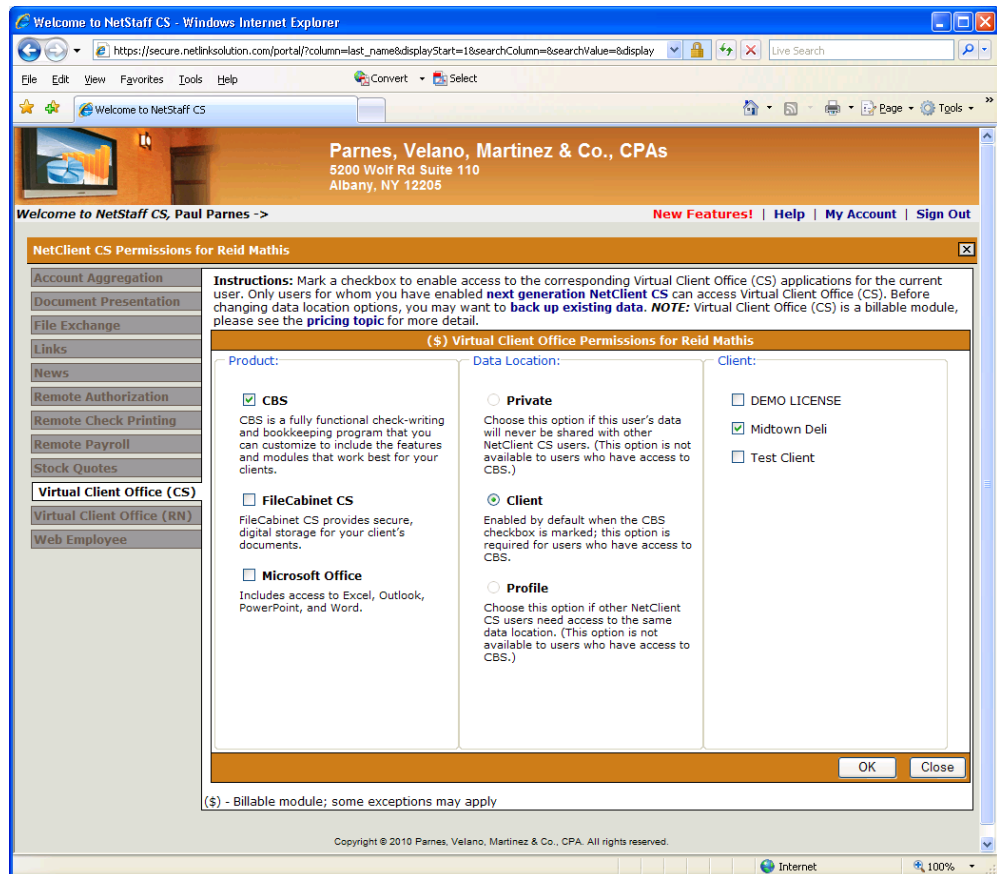 Welcome to NetStaff CS - Windows Internet Explorer
https://secure.netlinksolution.com/portal/?column=last_name&displayStart=1&searchColumn=&searchValue=&display
Live Search
File Edit View Favorites Tools Help
Convert Select
Welcome to NetStaff CS
Page Tools
Parnes, Velano, Martinez & Co., CPAs
5200 Wolf Rd Suite 110
Albany, NY 12205
Welcome to NetStaff CS, Paul Parnes ->
New Features! | Help | My Account | Sign Out
NetClient CS Permissions for Reid Mathis
Account Aggregation
Document Presentation
File Exchange
Links
News
Remote Authorization
Remote Check Printing
Remote Payroll
Stock Quotes
Virtual Client Office (CS)
Virtual Client Office (RN)
Web Employee
Instructions: Mark a checkbox to enable access to the corresponding Virtual Client Office (CS) applications for the current
user. Only users for whom you have enabled next generation NetClient CS can access Virtual Client Office (CS). Before
changing data location options, you may want to back up existing data. NOTE: Virtual Client Office (CS) is a billable module,
please see the pricing topic for more detail.
($) Virtual Client Office Permissions for Reid Mathis
Product:
CBS
CBS is a fully functional check-writing
and bookkeeping program that you
can customize to include the features
and modules that work best for your
clients.
FileCabinet CS
FileCabinet CS provides secure,
digital storage for your client's
documents.
Microsoft Office
Includes access to Excel, Outlook,
PowerPoint, and Word.
Data Location:
Private
Choose this option if this user's data
will never be shared with other
NetClient CS users. (This option is not
available to users who have access to
CBS.)
Client
Enabled by default when the CBS
checkbox is marked; this option is
required for users who have access to
CBS.
Profile
Choose this option if other NetClient
CS users need access to the same
data location. (This option is not
available to users who have access to
CBS.)
Client:
DEMO LICENSE
Midtown Deli
Test Client
OK Close
($) - Billable module; some exceptions may apply
Copyright © 2010 Parnes, Velano, Martinez & Co., CPA. All rights reserved.
Internet 100%